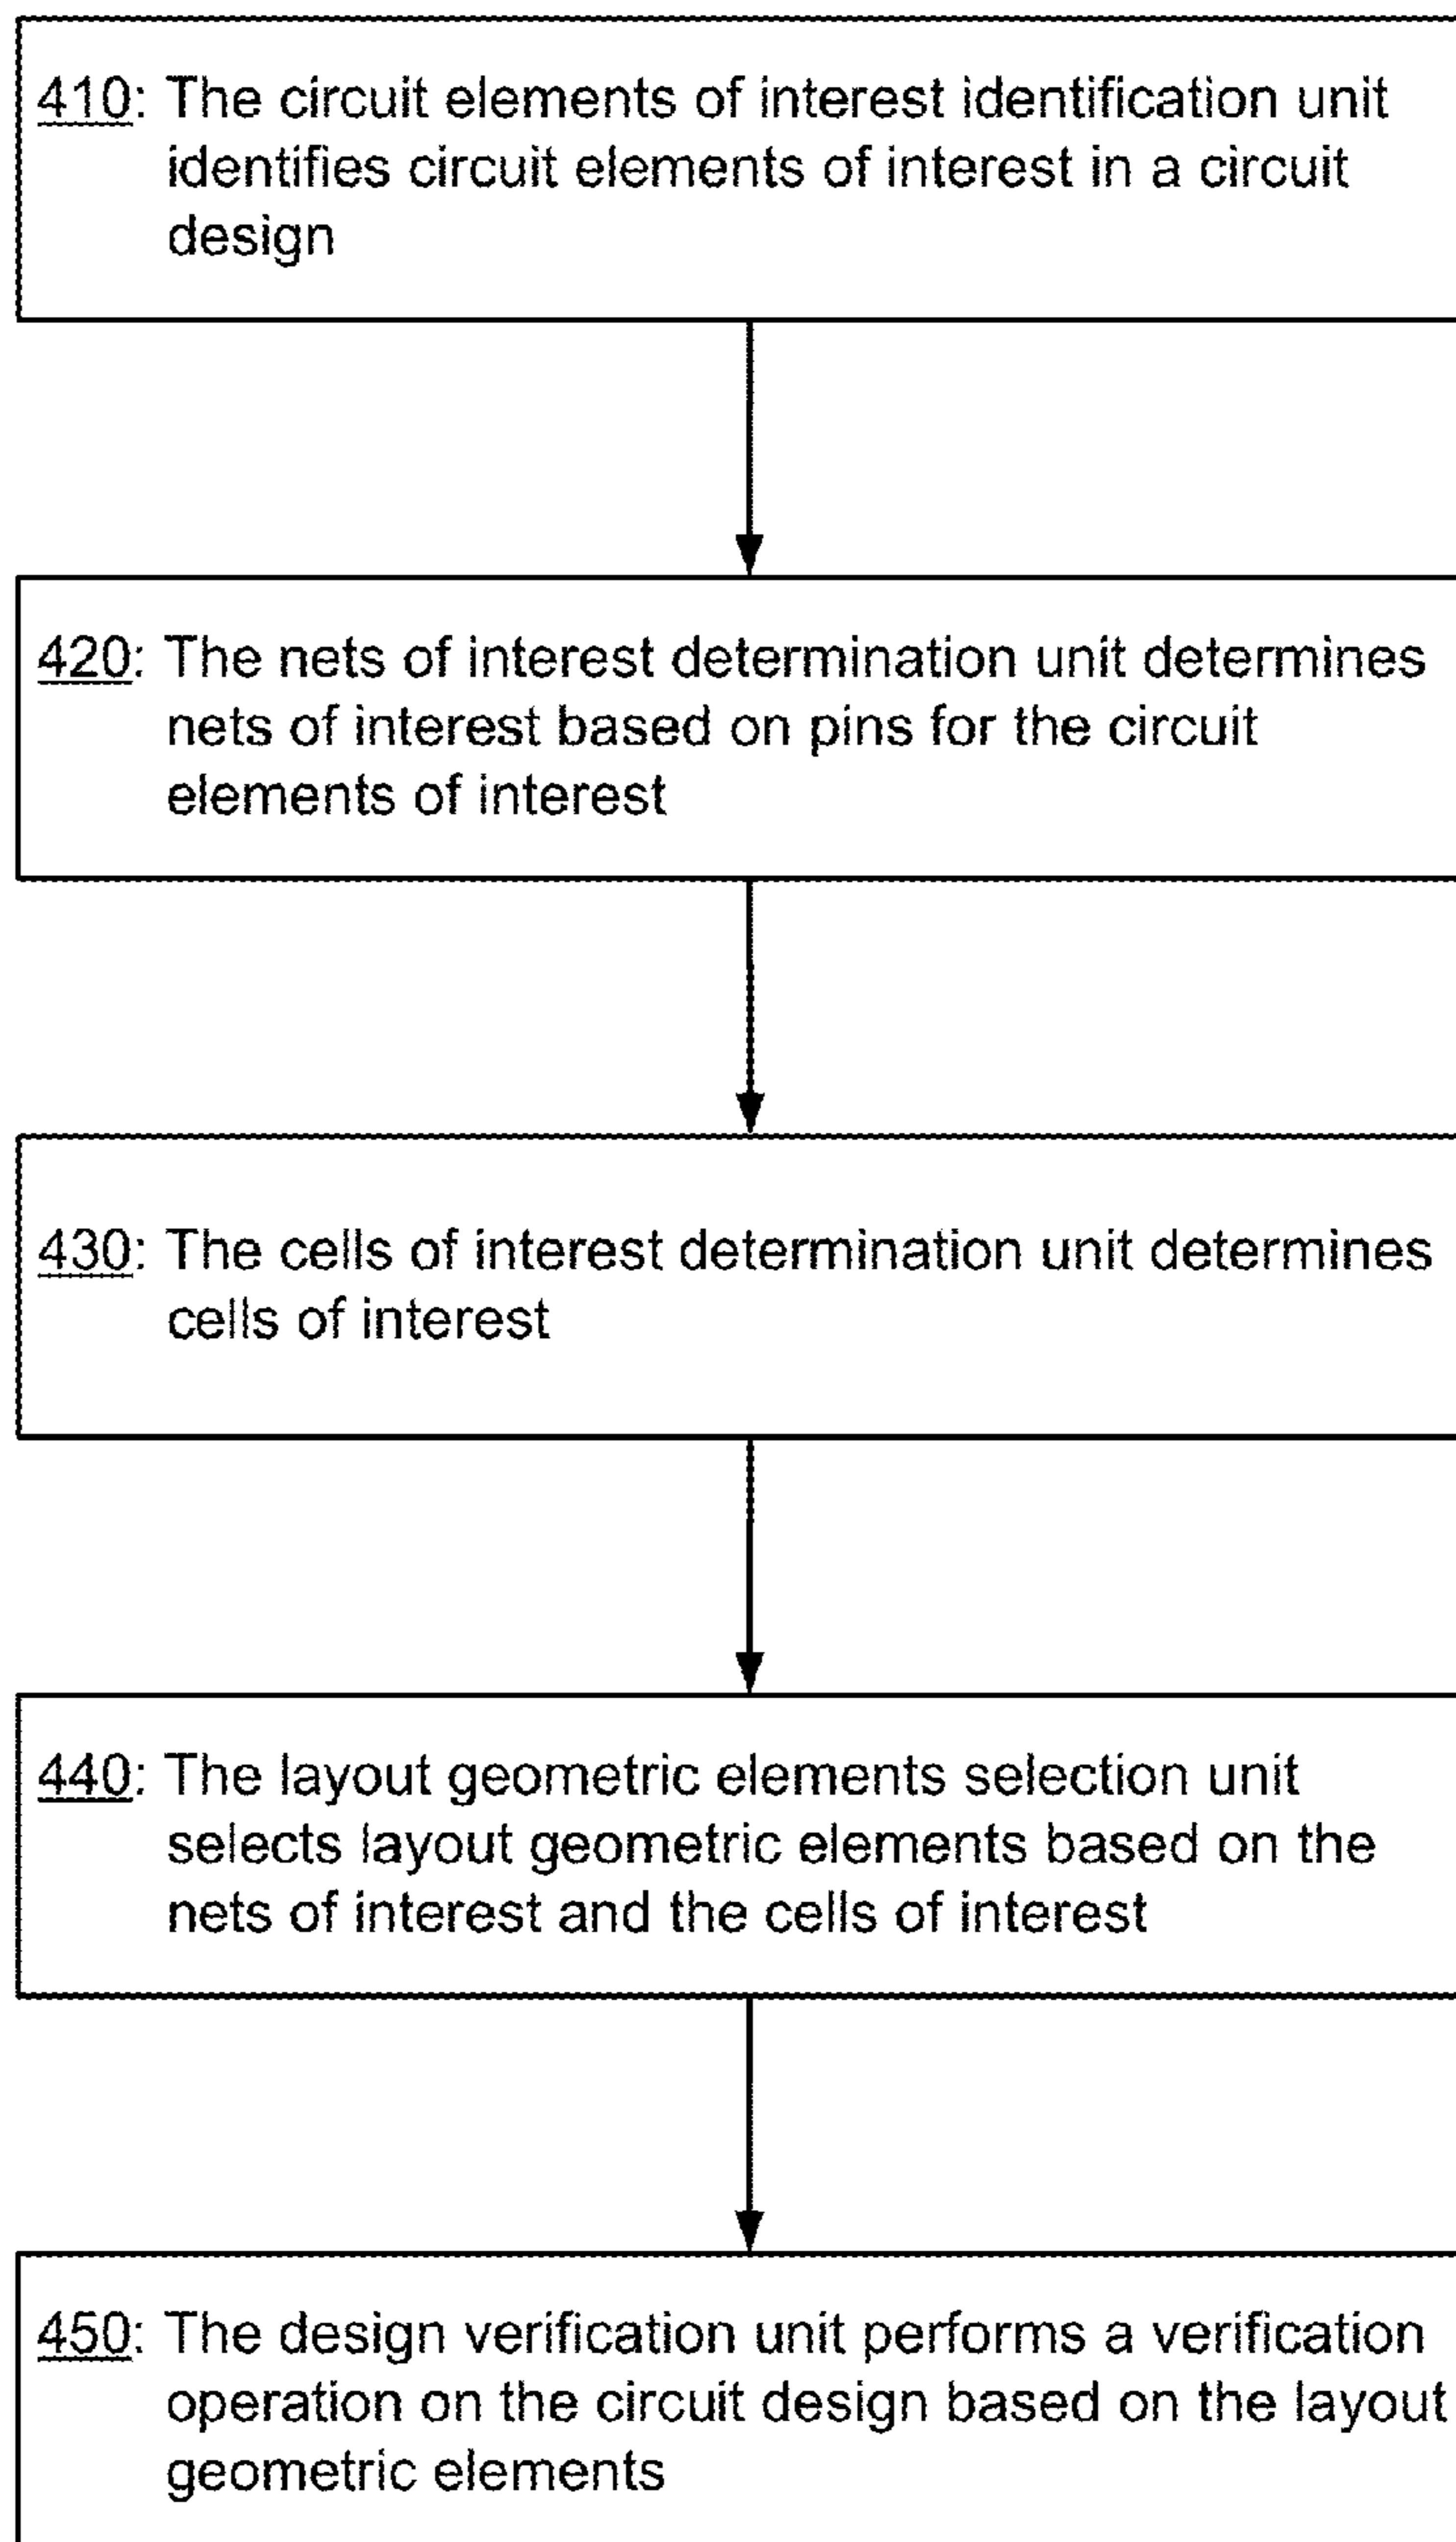 410: The circuit elements of interest identification unit
identifies circuit elements of interest in a circuit
design
420: The nets of interest determination unit determines
nets of interest based on pins for the circuit
elements of interest
430: The cells of interest determination unit determines
cells of interest
440: The layout geometric elements selection unit
selects layout geometric elements based on the
nets of interest and the cells of interest
450: The design verification unit performs a verification
operation on the circuit design based on the layout
geometric elements